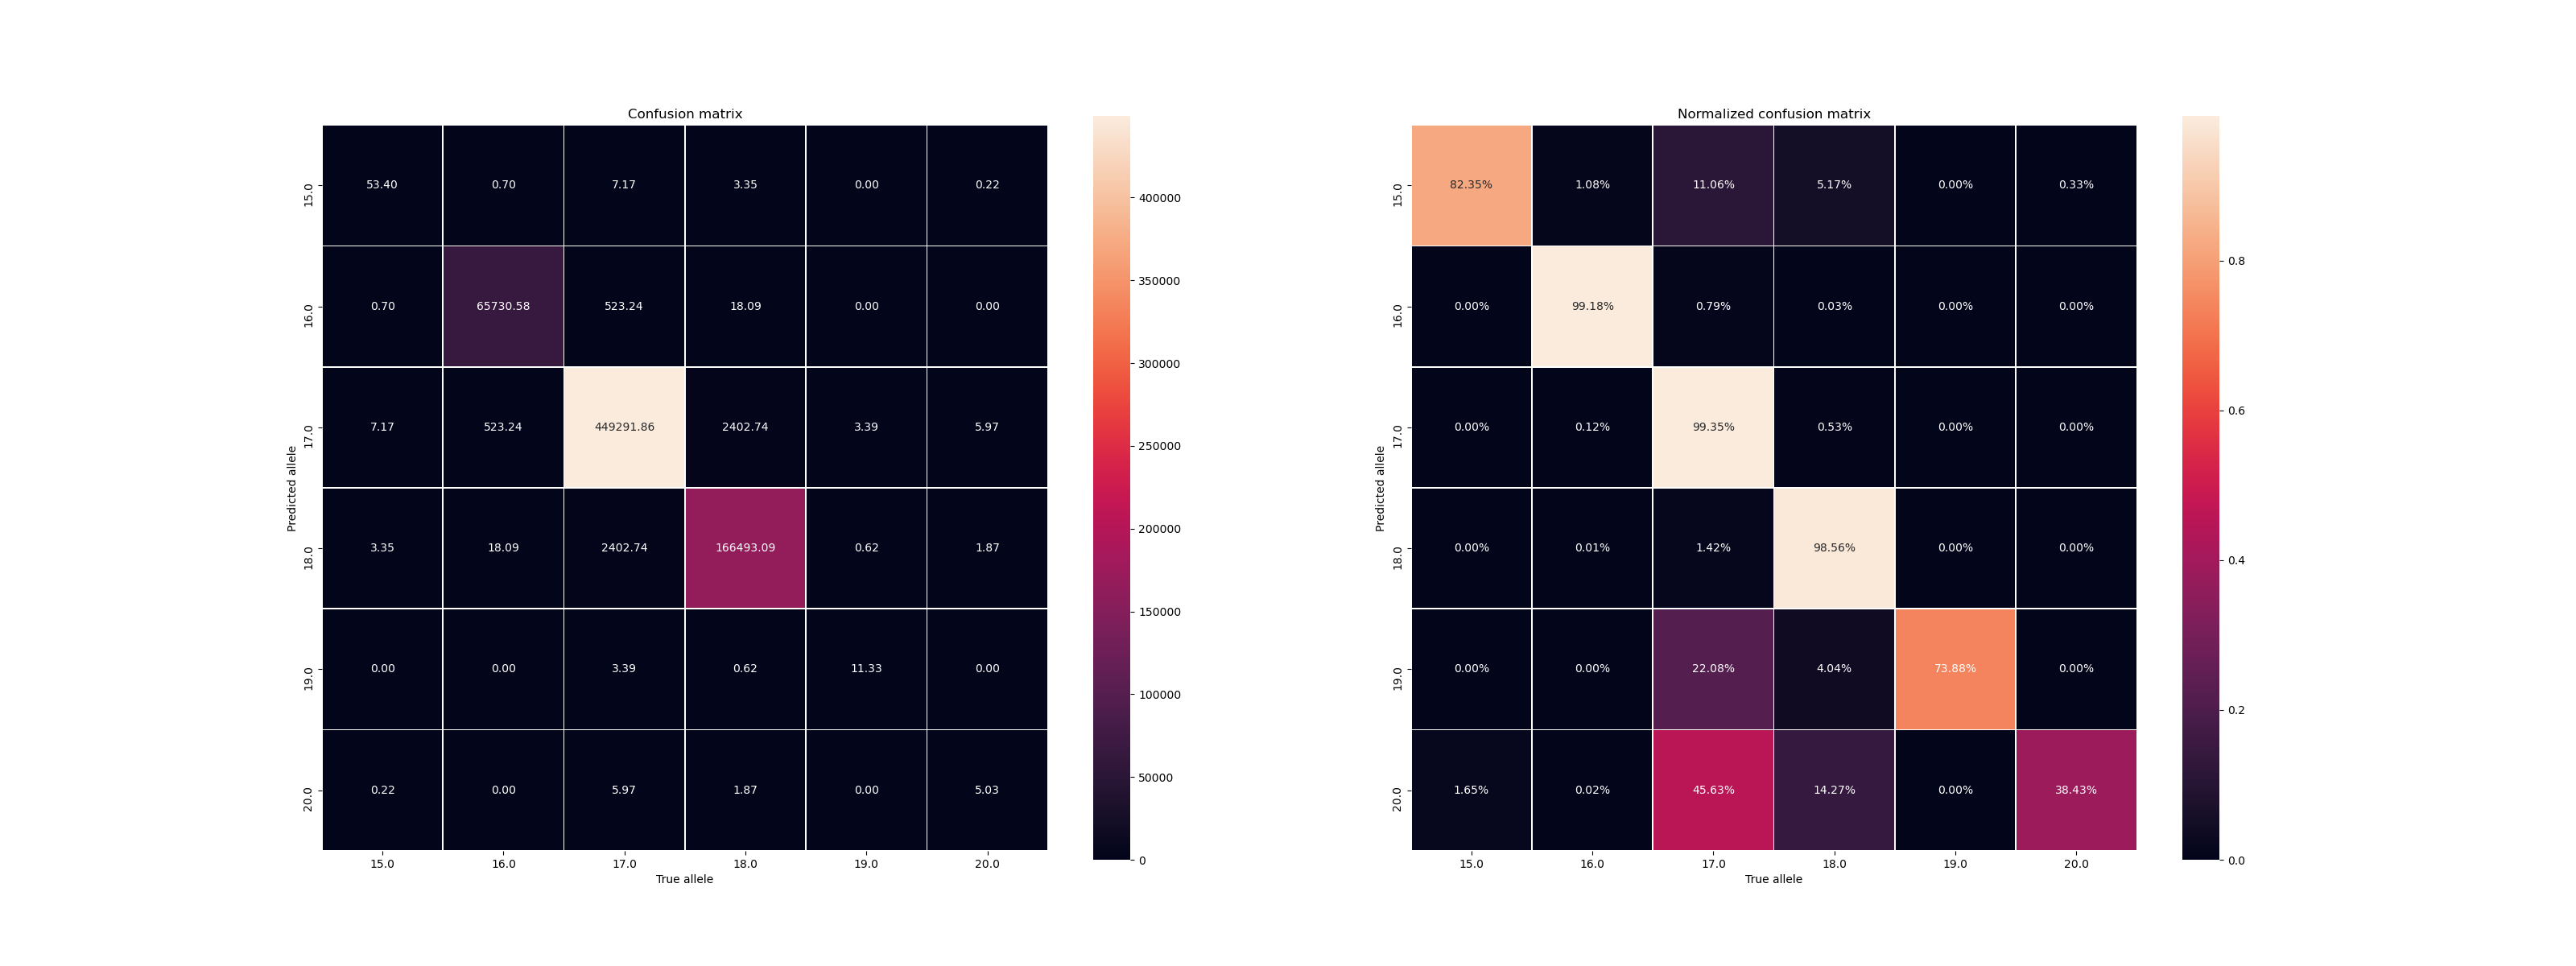 Confusion matrix
15.0 53.40 0.70 7.17 3.35 0.00 0.22
16.0 0.70 65730.58 523.24 18.09 0.00 0.00
17.0 7.17 523.24 449291.86 2402.74 3.39 5.97
18.0 3.35 18.09 2402.74 166493.09 0.62 1.87
19.0 0.00 0.00 3.39 0.62 11.33 0.00
20.0 0.22 0.00 5.97 1.87 0.00 5.03
15.0 16.0 17.0 18.0 19.0 20.0
True allele
Predicted allele
400000
350000
300000
250000
200000
150000
100000
50000
0
Normalized confusion matrix
15.0 82.35% 1.08% 11.06% 5.17% 0.00% 0.33%
16.0 0.00% 99.18% 0.79% 0.03% 0.00% 0.00%
17.0 0.00% 0.12% 99.35% 0.53% 0.00% 0.00%
18.0 0.00% 0.01% 1.42% 98.56% 0.00% 0.00%
19.0 0.00% 0.00% 22.08% 4.04% 73.88% 0.00%
20.0 1.65% 0.02% 45.63% 14.27% 0.00% 38.43%
15.0 16.0 17.0 18.0 19.0 20.0
True allele
Predicted allele
0.8
0.6
0.4
0.2
0.0